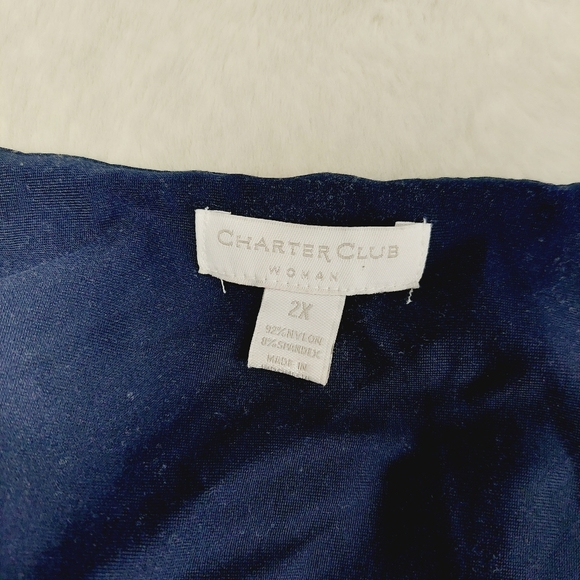 CHARTER CLUB
WOMAN
2X
92% NYLON
8% SPANDEX
MADE IN